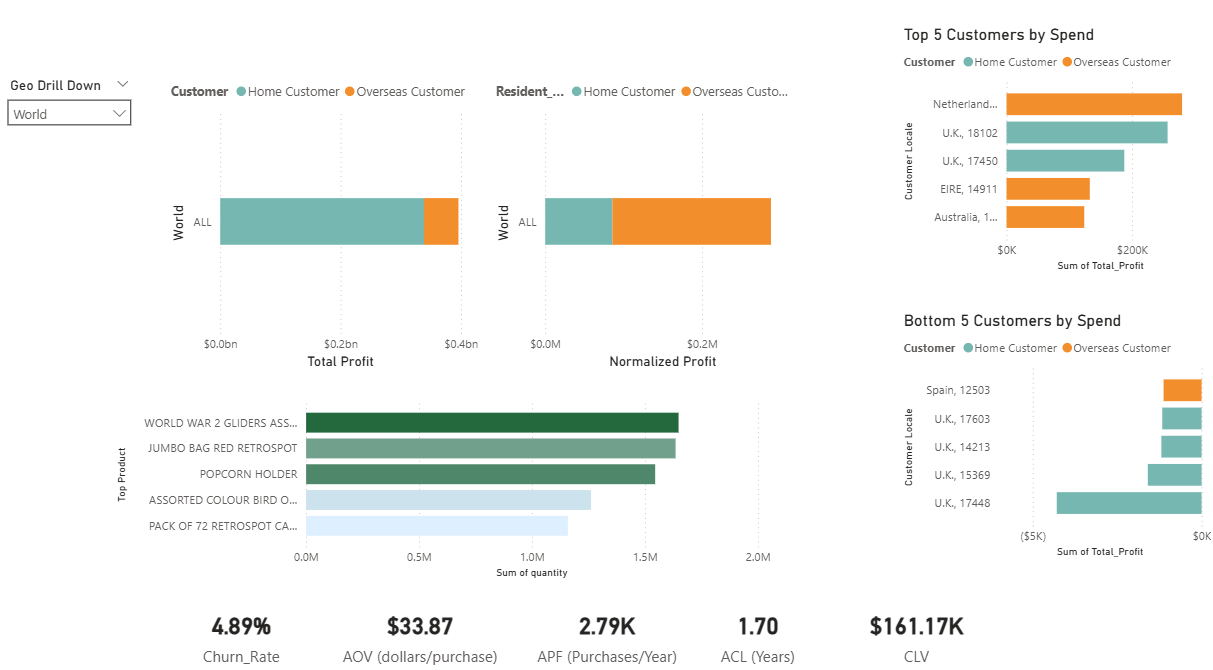 Top 5 Customers by Spend
Customer Home Customer Overseas Customer
Netherland...
U.K., 18102
U.K., 17450
EIRE, 14911
Australia, 1...
Customer Locale
$0K $200K
Sum of Total_Profit
Geo Drill Down
World
Customer Home Customer Overseas Customer
World
ALL
$0.0bn $0.2bn $0.4bn
Total Profit
Resident_... Home Customer Overseas Custo...
World
ALL
$0.0M $0.2M
Normalized Profit
Bottom 5 Customers by Spend
Customer Home Customer Overseas Customer
Spain, 12503
U.K., 17603
U.K., 14213
U.K., 15369
U.K., 17448
Customer Locale
($5K) $0K
Sum of Total_Profit
Top Product
WORLD WAR 2 GLIDERS ASS...
JUMBO BAG RED RETROSPOT
POPCORN HOLDER
ASSORTED COLOUR BIRD O...
PACK OF 72 RETROSPOT CA...
0.0M 0.5M 1.0M 1.5M 2.0M
Sum of quantity
4.89% $33.87 2.79K 1.70 $161.17K
Churn_Rate AOV (dollars/purchase) APF (Purchases/Year) ACL (Years) CLV